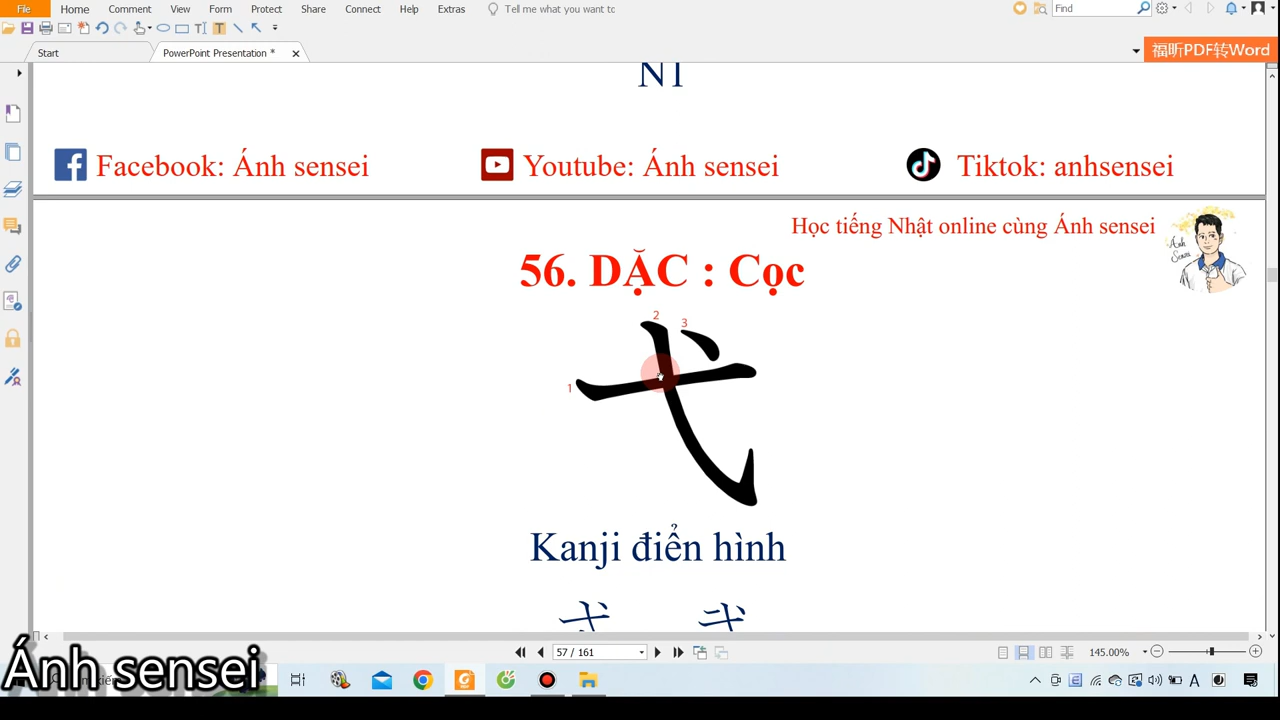 File Home Comment View Form Protect Share Connect Help Extras Tell me what you want to Find
Start PowerPoint Presentation * 福昕PDF转Word
Facebook: Ánh sensei Youtube: Ánh sensei Tiktok: anhsensei
Học tiếng Nhật online cùng Ánh sensei
Ánh Sensei
56. DẶC : Cọc
2 3
1
弋
Kanji điển hình
57 / 161 145.00%
Ánh sensei